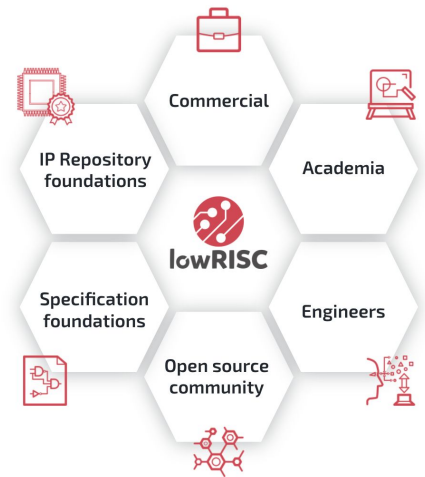 Commercial
IP Repository
foundations
Academia
lowRISC
Specification
foundations
Engineers
Open source
community